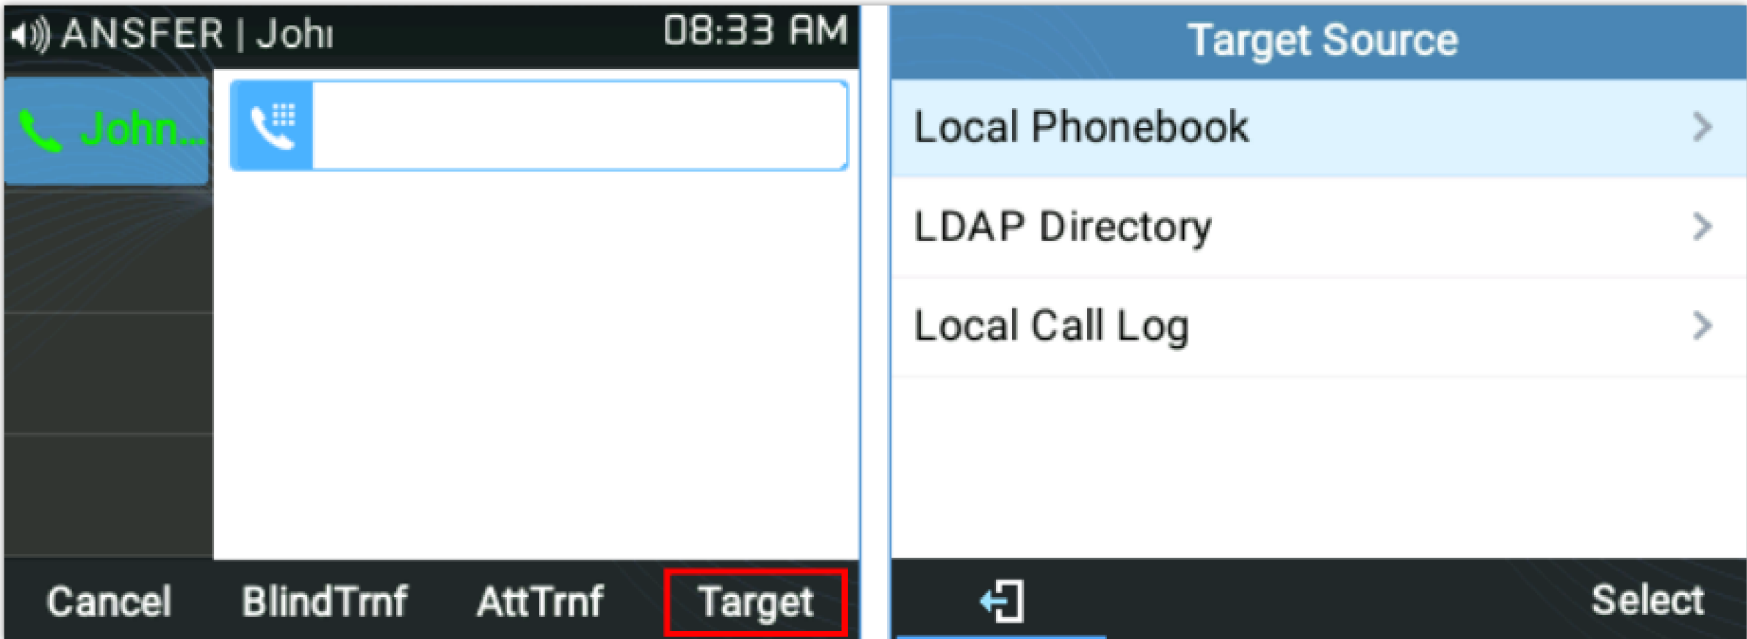 ANSFER | Johı
08:33 AM
John...
Cancel
BlindTrnf
AttTrnf
Target
Target Source
Local Phonebook
LDAP Directory
Local Call Log
Select